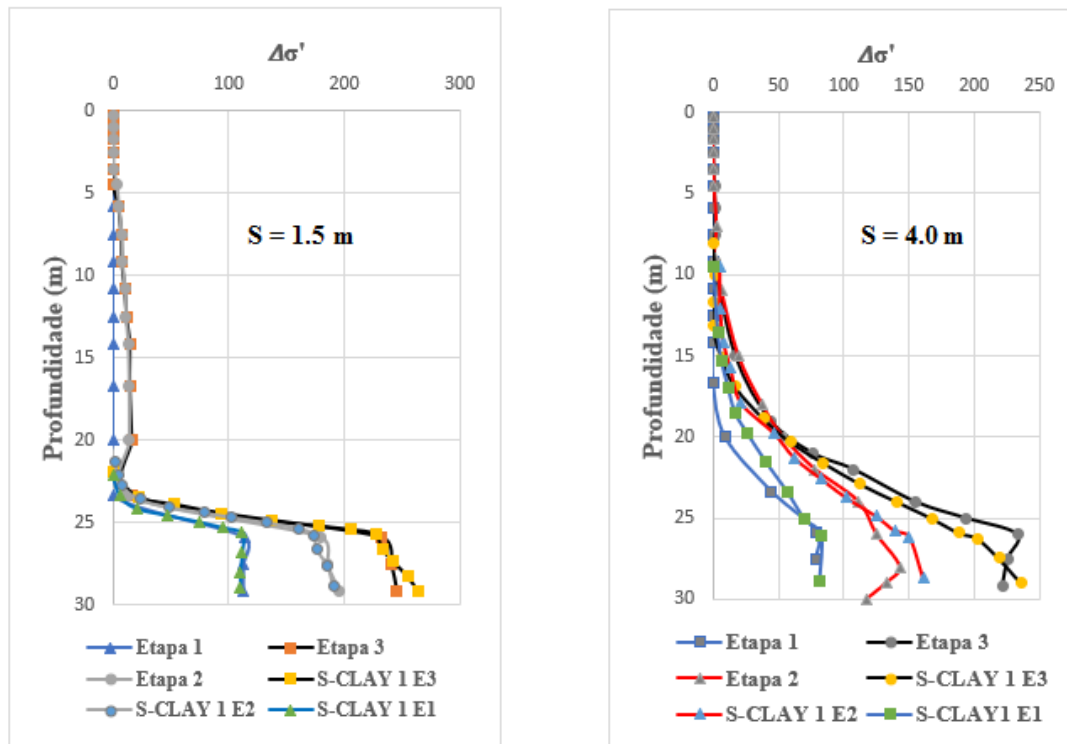 Δσ'
0 100 200 300
0
5
10
15
20
25
30
Profundidade (m)
S = 1.5 m
Etapa 1 Etapa 3
Etapa 2 S-CLAY 1 E3
S-CLAY 1 E2 S-CLAY 1 E1
Δσ'
0 50 100 150 200 250
0
5
10
15
20
25
30
Profundidade (m)
S = 4.0 m
Etapa 1 Etapa 3
Etapa 2 S-CLAY 1 E3
S-CLAY 1 E2 S-CLAY1 E1